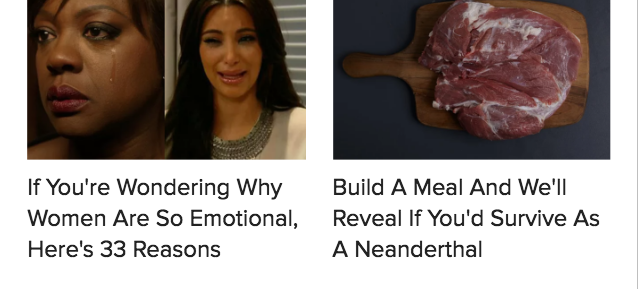 If You're Wondering Why
Women Are So Emotional,
Here's 33 Reasons
Build A Meal And We'll
Reveal If You'd Survive As
A Neanderthal